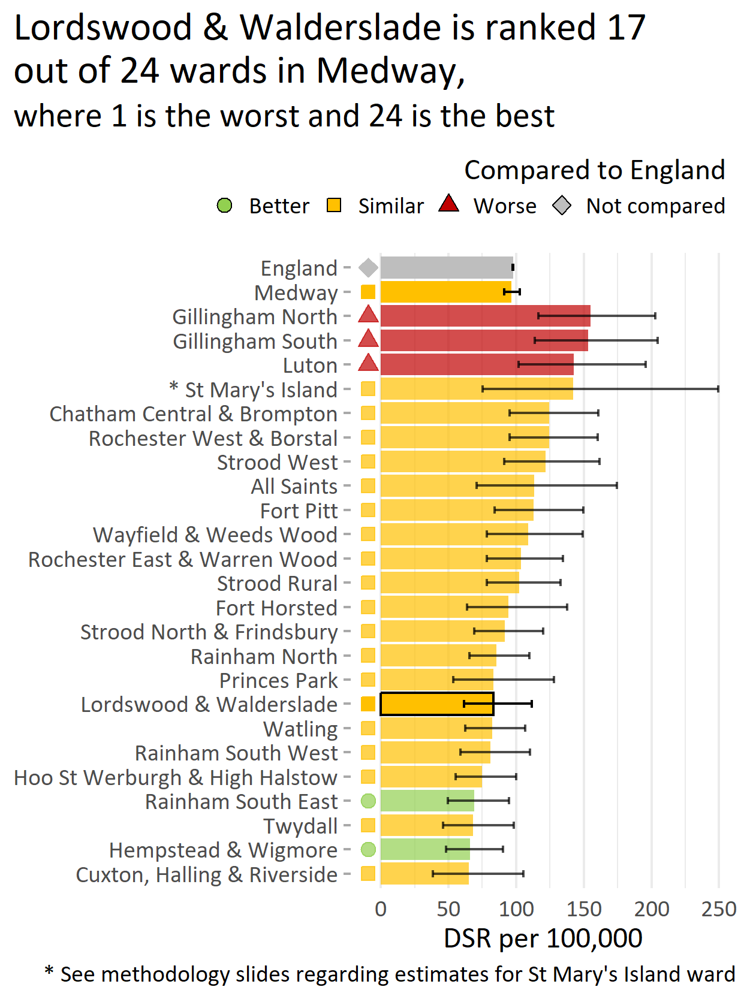 Lordswood & Walderslade is ranked 17
out of 24 wards in Medway,
where 1 is the worst and 24 is the best
Compared to England
Better Similar Worse Not compared
England
Medway
Gillingham North
Gillingham South
Luton
* St Mary's Island
Chatham Central & Brompton
Rochester West & Borstal
Strood West
All Saints
Fort Pitt
Wayfield & Weeds Wood
Rochester East & Warren Wood
Strood Rural
Fort Horsted
Strood North & Frindsbury
Rainham North
Princes Park
Lordswood & Walderslade
Watling
Rainham South West
Hoo St Werburgh & High Halstow
Rainham South East
Twydall
Hempstead & Wigmore
Cuxton, Halling & Riverside
0 50 100 150 200 250
DSR per 100,000
* See methodology slides regarding estimates for St Mary's Island ward